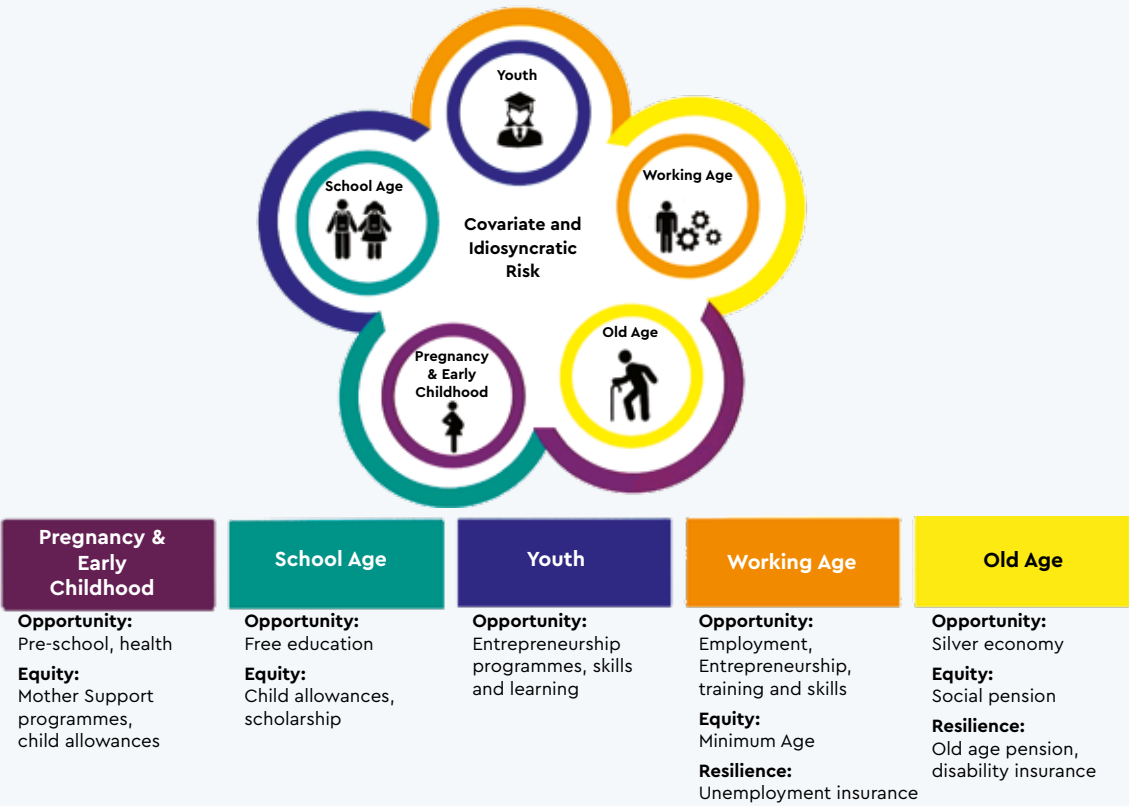 Youth
School Age
Working Age
Covariate and
Idiosyncratic
Risk
Pregnancy
& Early
Childhood
Old Age
Pregnancy &
Early
Childhood
Opportunity:
Pre-school, health
Equity:
Mother Support
programmes,
child allowances
School Age
Opportunity:
Free education
Equity:
Child allowances,
scholarship
Youth
Opportunity:
Entrepreneurship
programmes, skills
and learning
Working Age
Opportunity:
Employment,
Entrepreneurship,
training and skills
Equity:
Minimum Age
Resilience:
Unemployment insurance
Old Age
Opportunity:
Silver economy
Equity:
Social pension
Resilience:
Old age pension,
disability insurance